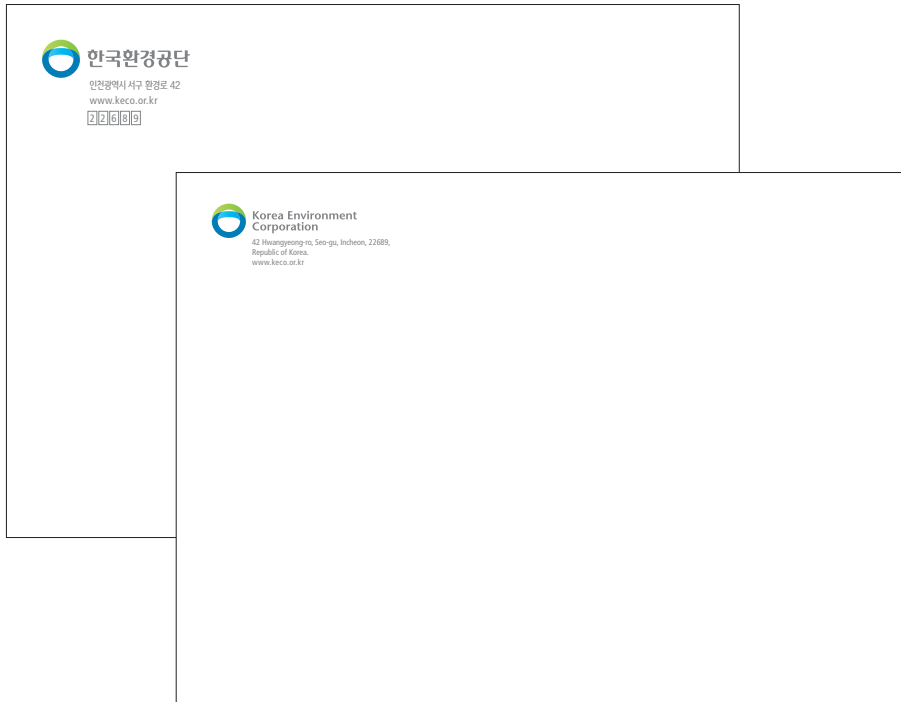 한국환경공단
인천광역시 서구 환경로 42
www.keco.or.kr
22689
Korea Environment
Corporation
42 Hwangyeong-ro, Seo-gu, Incheon, 22689,
Republic of Korea.
www.keco.or.kr